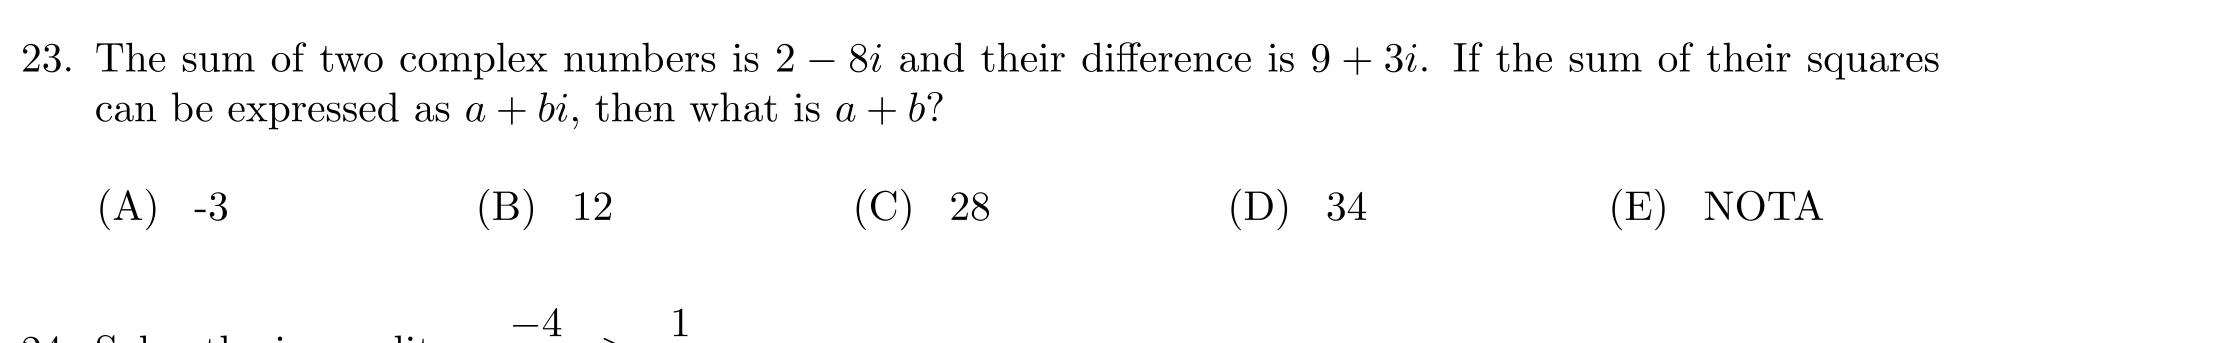 23. The sum of two complex numbers is 2 − 8i and their difference is 9 + 3i. If the sum of their squares
can be expressed as a + bi, then what is a + b?
(A) -3 (B) 12 (C) 28 (D) 34 (E) NOTA
−4 1